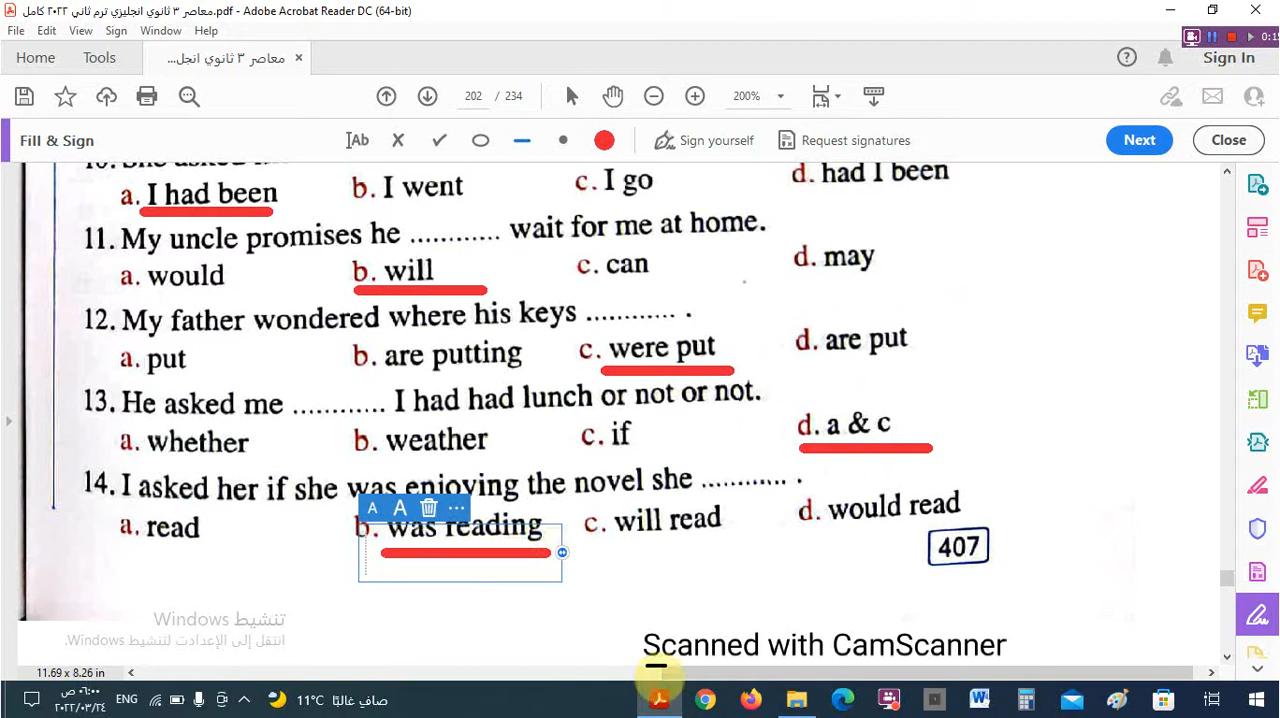 معاصر ٣ ثانوي انجليزي ترم ثاني ٢٠٢٢ كامل.pdf - Adobe Acrobat Reader DC (64-bit)
File Edit View Sign Window Help
Home Tools معاصر ٣ ثانوي انجل... Sign In
202 / 234 200%
Fill & Sign Ab Sign yourself Request signatures Next Close
a. I had been b. I went c. I go d. had I been
11. My uncle promises he ............ wait for me at home.
a. would b. will c. can d. may
12. My father wondered where his keys ............ .
a. put b. are putting c. were put d. are put
13. He asked me ............ I had had lunch or not or not.
a. whether b. weather c. if d. a & c
14. I asked her if she was enjoying the novel she ............ .
A A
a. read b. was reading c. will read d. would read
407
تنشيط Windows
انتقل إلى الإعدادت لتنشيط Windows.
Scanned with CamScanner
11.69 x 8.26 in
ENG 11°C صافي غالبًا
٢٠٢٢/٠٣/٢٤